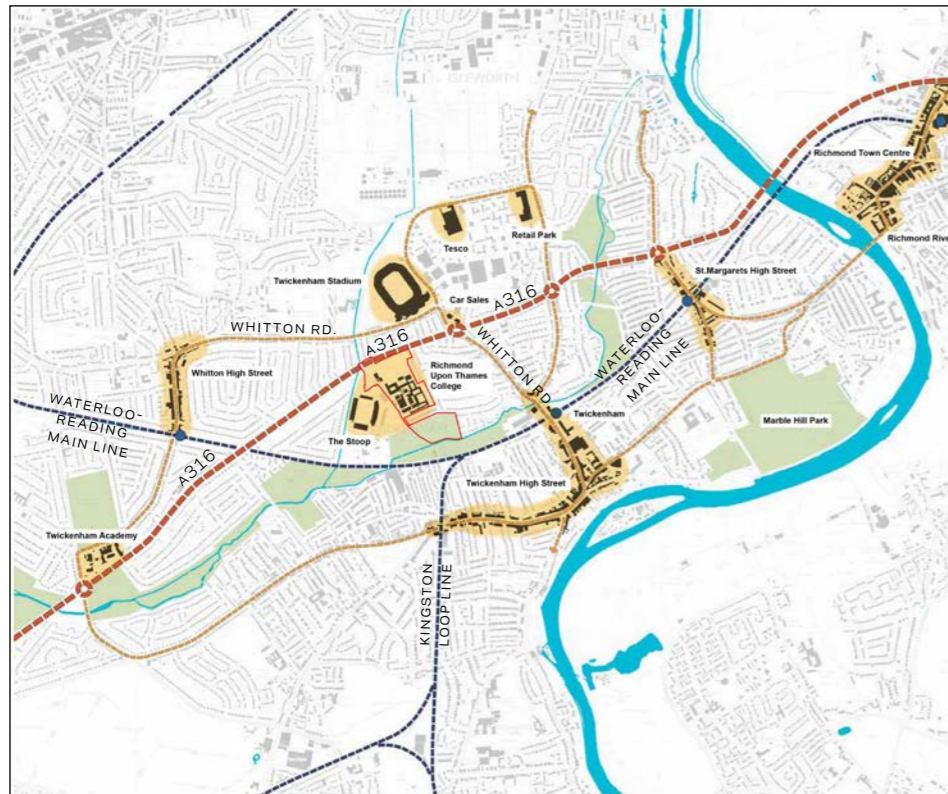 ISLEWORTH
Richmond Town Centre
Tesco
Retail Park
Richmond
St.Margarets High Street
Twickenham Stadium
Car Sales
A316
WHITTON RD.
A316
WHITTON RD.
WATERLOO-
READING
MAIN LINE
Whitton High Street
Richmond
Upon Thames
College
Twickenham
Marble Hill Park
WATERLOO-
READING
MAIN LINE
The Stoop
A316
Twickenham High Street
Twickenham Academy
KINGSTON
LOOP LINE